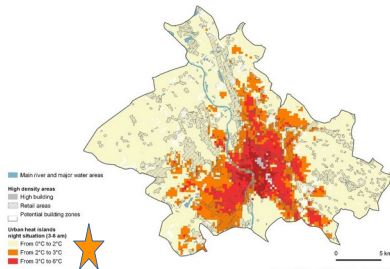 Main river and major water areas
High density areas
High building
Retail areas
Potential building zones
Urban heat islands
night situation (3-6 am)
From 0°C to 2°C
From 2°C to 3°C
From 3°C to 6°C
0 5 km